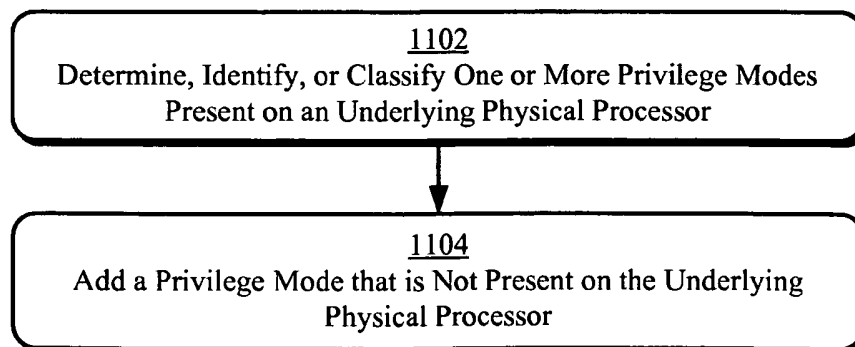 1102
Determine, Identify, or Classify One or More Privilege Modes
Present on an Underlying Physical Processor
1104
Add a Privilege Mode that is Not Present on the Underlying
Physical Processor